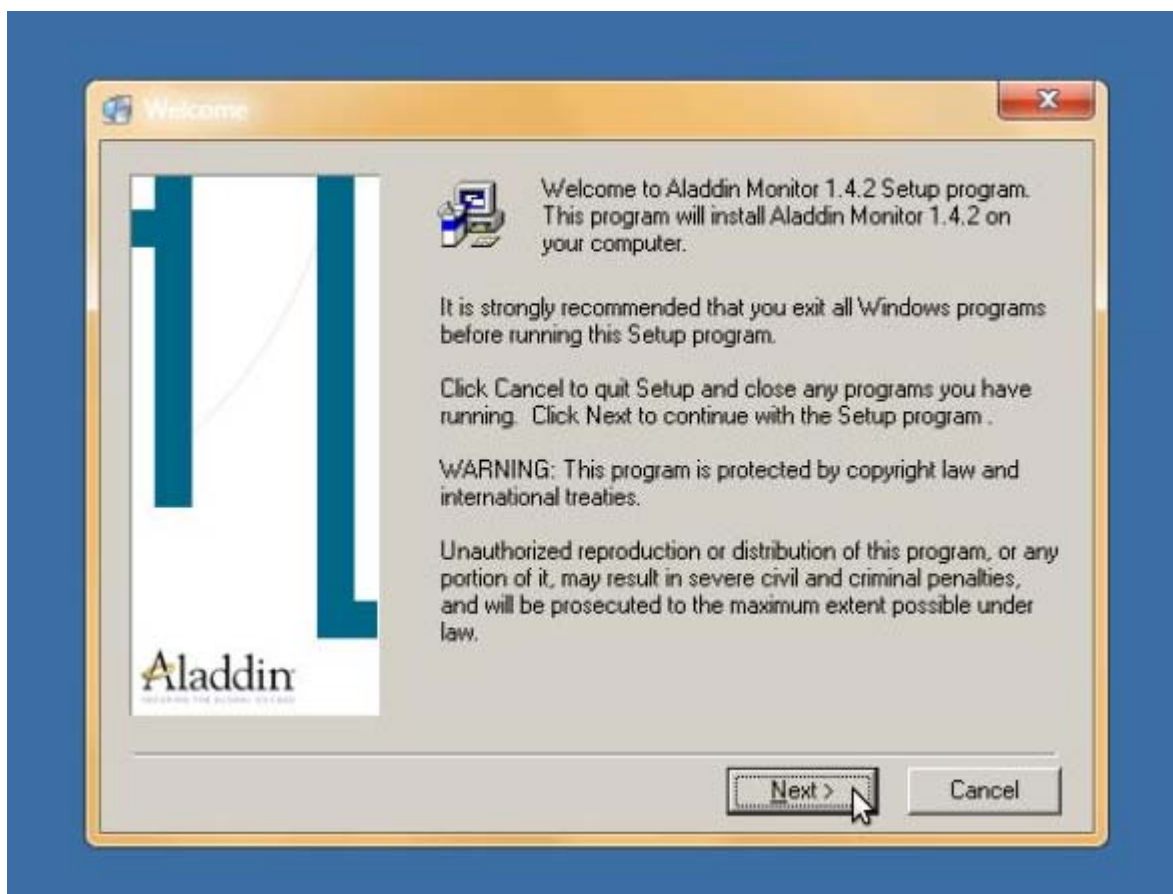 Welcome
Welcome to Aladdin Monitor 1.4.2 Setup program.
This program will install Aladdin Monitor 1.4.2 on
your computer.
It is strongly recommended that you exit all Windows programs
before running this Setup program.
Click Cancel to quit Setup and close any programs you have
running. Click Next to continue with the Setup program .
WARNING: This program is protected by copyright law and
international treaties.
Unauthorized reproduction or distribution of this program, or any
portion of it, may result in severe civil and criminal penalties,
and will be prosecuted to the maximum extent possible under
law.
Aladdin
Next >
Cancel